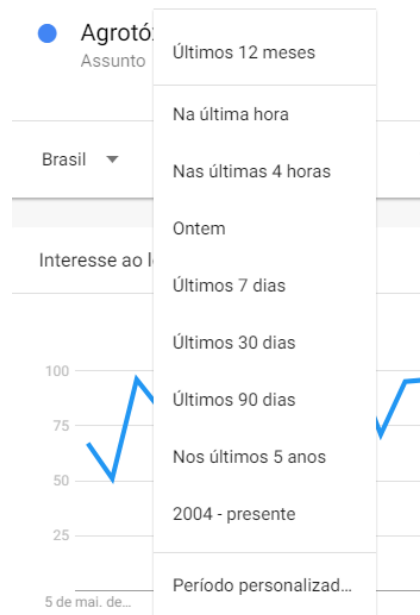 Agrotó
Assunto
Últimos 12 meses
Na última hora
Brasil
Nas últimas 4 horas
Ontem
Interesse ao l
Últimos 7 dias
Últimos 30 dias
100
Últimos 90 dias
75
Nos últimos 5 anos
50
2004 - presente
25
Período personalizad...
5 de mai. de...